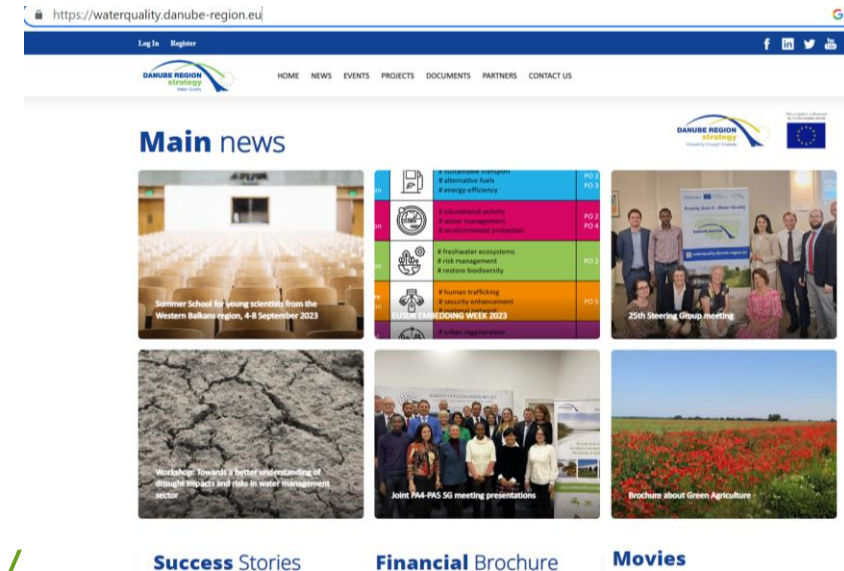 https://waterquality.danube-region.eu
Log In Register
DANUBE REGION
strategy
Water Quality
HOME NEWS EVENTS PROJECTS DOCUMENTS PARTNERS CONTACT US
Main news
DANUBE REGION
strategy
# sustainable transport
# alternative fuels
# energy-efficiency
PO 2
PO 3
# educational activity
# water management
# environmental protection
PO 2
PO 4
# freshwater ecosystems
# risk management
# restore biodiversity
PO 2
# human trafficking
# security enhancement
PO 5
# urban regeneration
Summer School for young scientists from the
Western Balkans region, 4-8 September 2023
EUSDR EMBEDDING WEEK 2023
DANUBE REGION
25th Steering Group meeting
Workshop: Towards a better understanding of
drought impacts and risks in water management
sector
Joint PA4-PA5 SG meeting presentations
Brochure about Green Agriculture
/
Success Stories
Financial Brochure
Movies